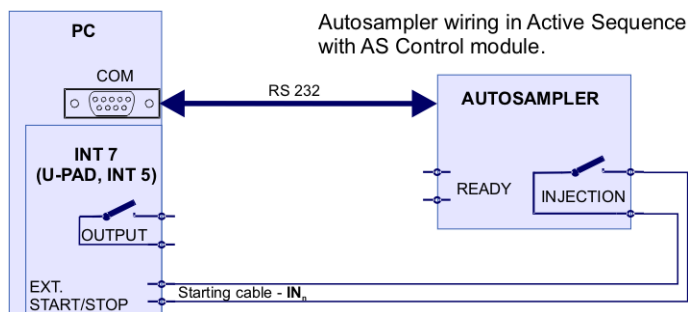 Autosampler wiring in Active Sequence
with AS Control module.
PC
COM
RS 232
AUTOSAMPLER
INT 7
(U-PAD, INT 5)
READY
INJECTION
OUTPUT
EXT.
START/STOP
Starting cable - INₙ